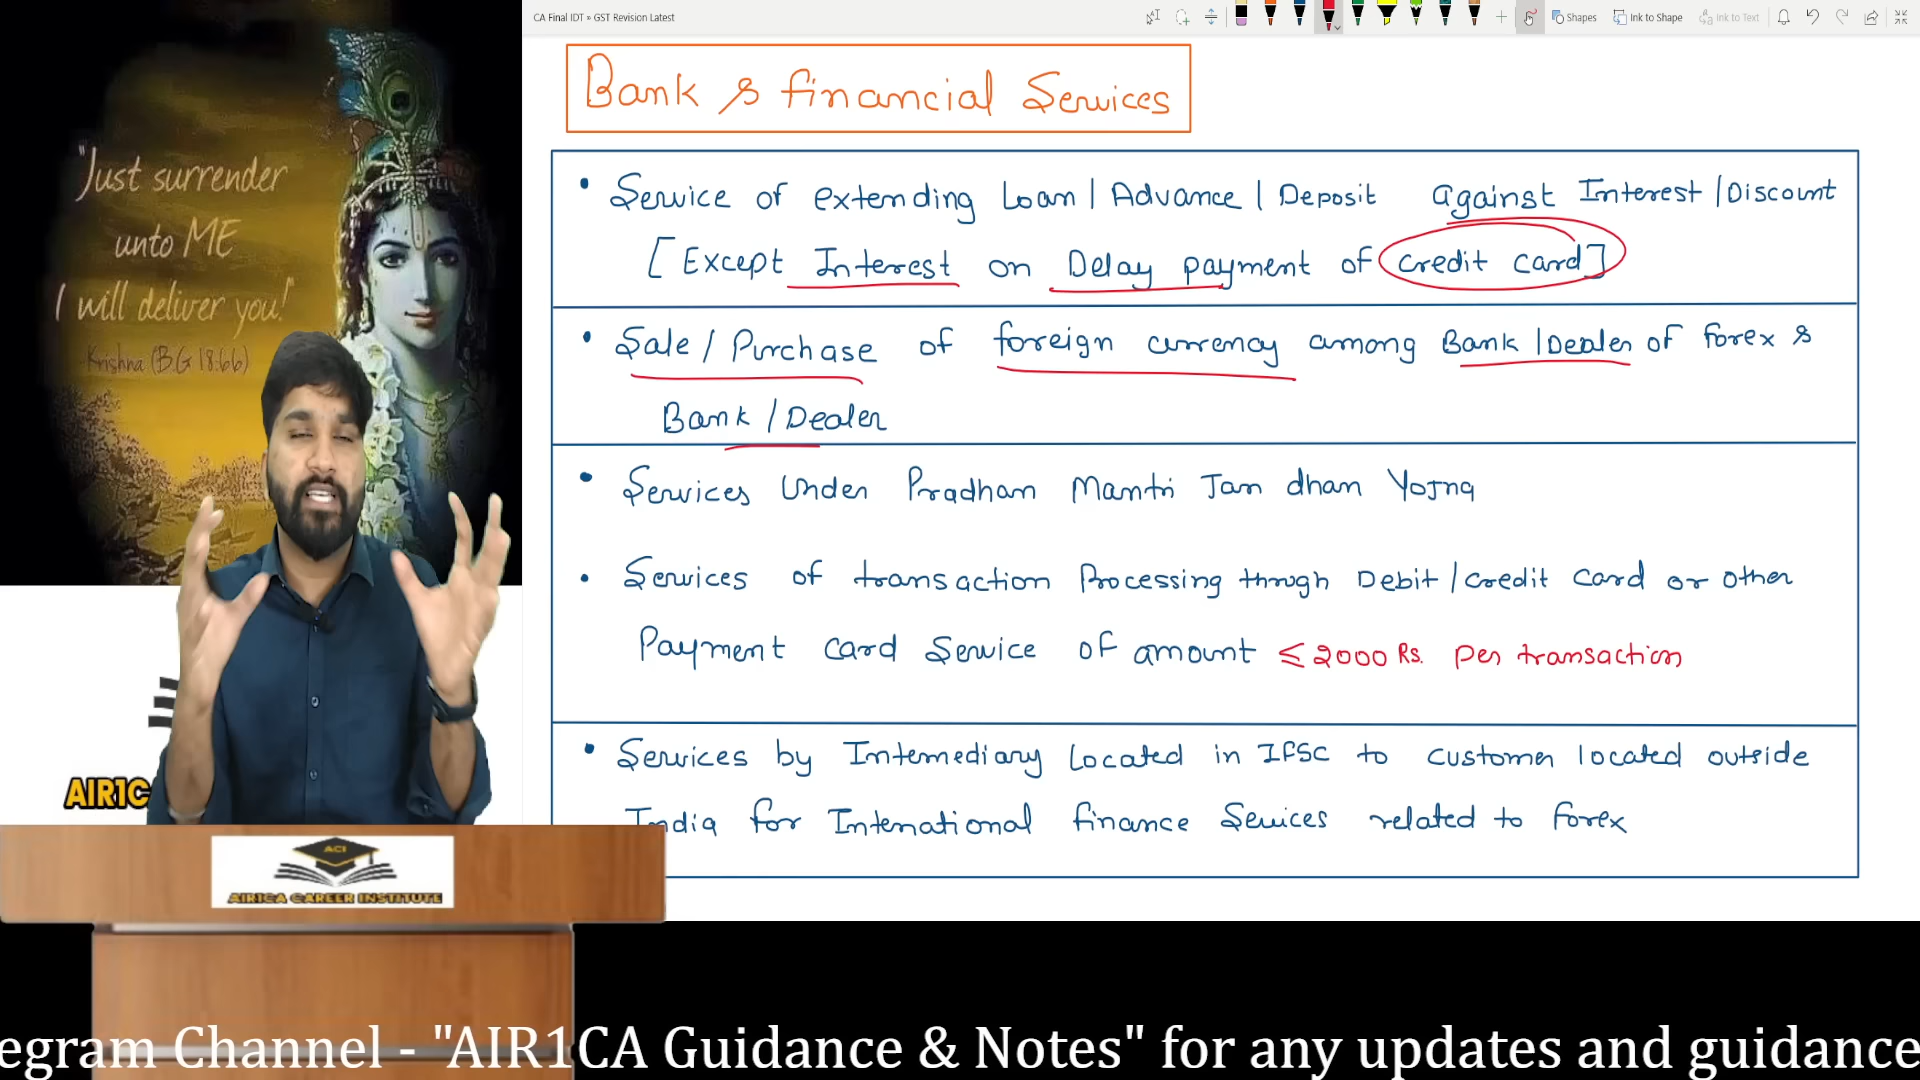 CA Final IDT » GST Revision Latest
Shapes
Ink to Shape
Ink to Text
Bank & financial Services
"Just surrender
unto ME
I will deliver you!"
Krishna (B.G 18:66)
• Service of extending Loan/Advance/Deposit against Interest/Discount
[Except Interest on Delay payment of credit card]
• Sale/Purchase of foreign currency among Bank/Dealer of forex &
Bank/Dealer
• Services Under Pradhan Mantri Jan dhan Yojna
• Services of transaction Processing through Debit/credit Card or other
Payment card Service of amount ≤2000 Rs. Per transaction
• Services by Intermediary Located in IFSC to customer located outside
India for International finance Services related to forex
AIR1C
ACI
AIR1CA CAREER INSTITUTE
egram Channel - "AIR1CA Guidance & Notes" for any updates and guidance